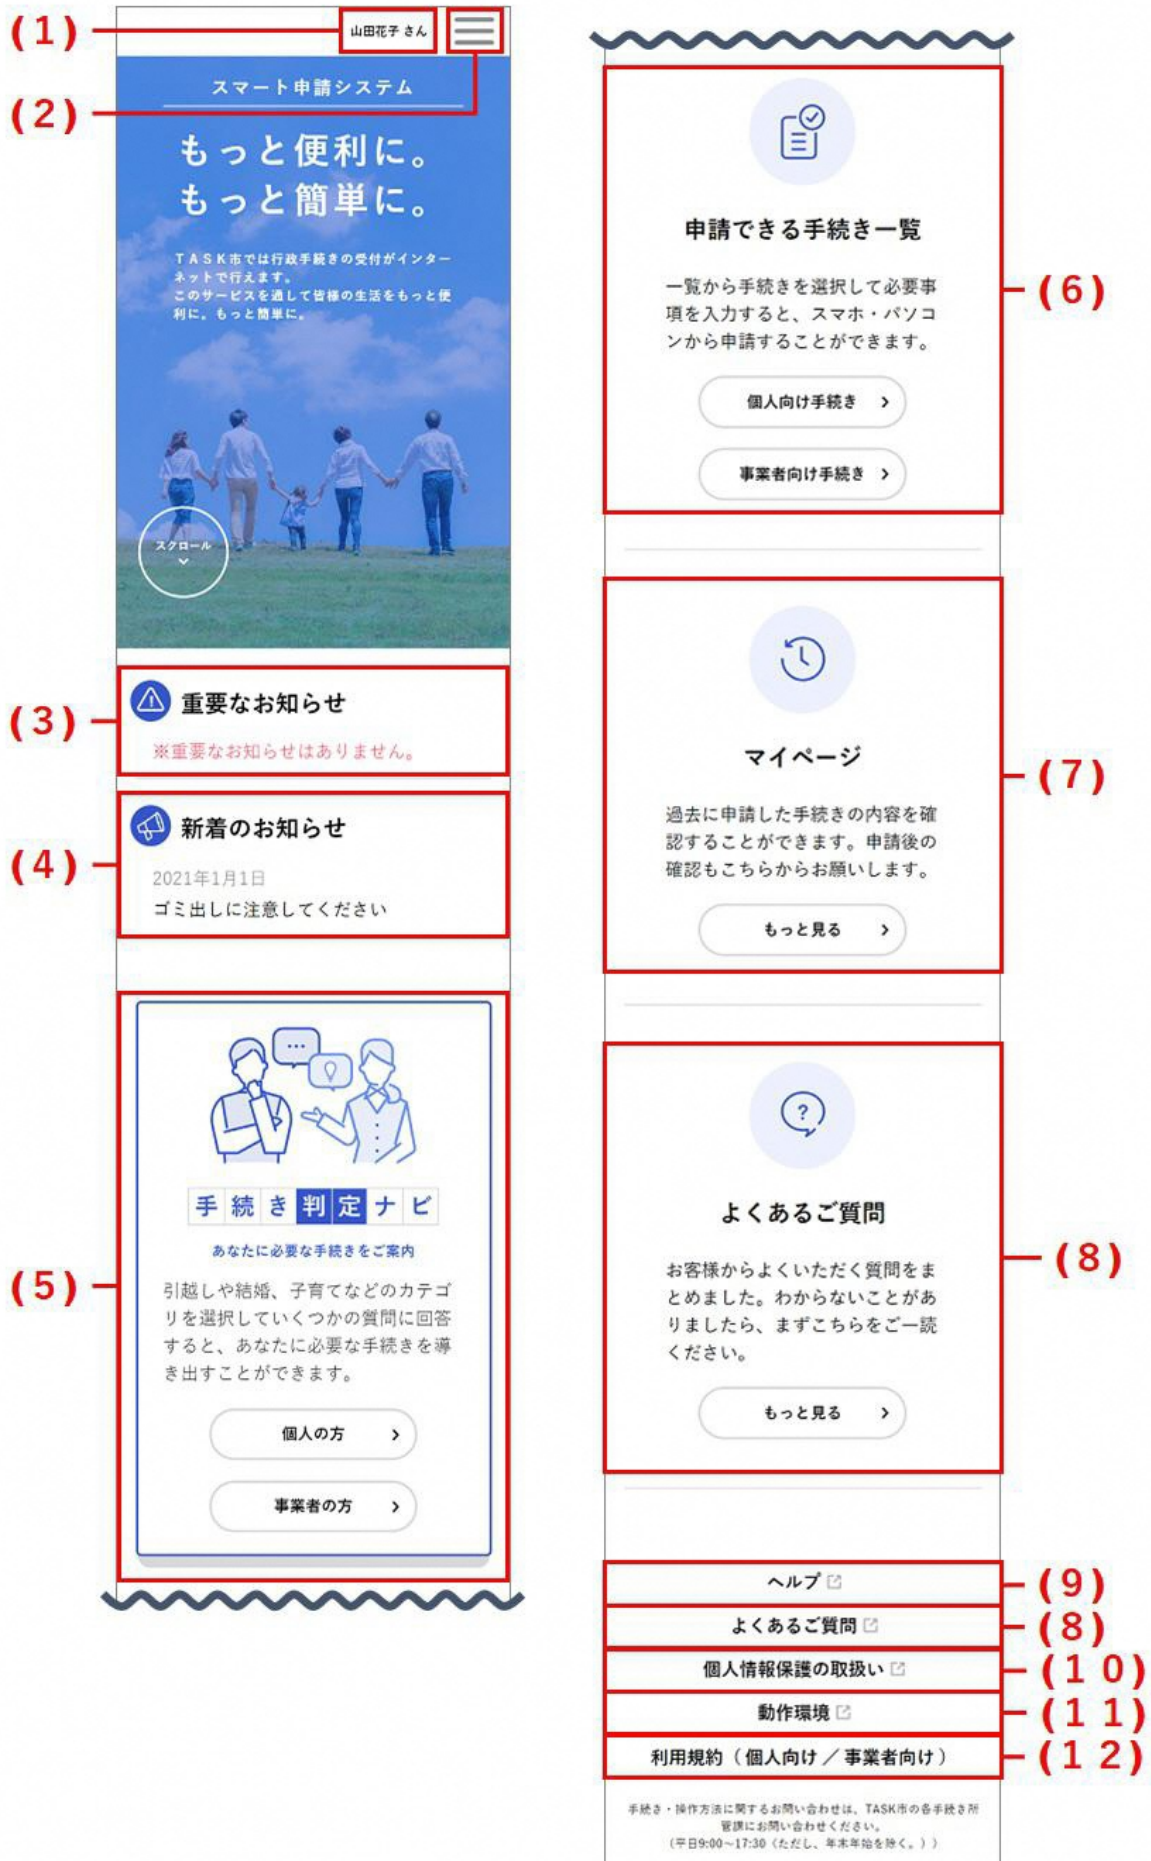 (1)
山田花子 さん
(2)
スマート申請システム
もっと便利に。
もっと簡単に。
TASK市では行政手続きの受付がインター
ネットで行えます。
このサービスを通して皆様の生活をもっと便
利に。もっと簡単に。
スクロール
(3)
重要なお知らせ
※重要なお知らせはありません。
(4)
新着のお知らせ
2021年1月1日
ゴミ出しに注意してください
(5)
手続き判定ナビ
あなたに必要な手続きをご案内
引越しや結婚、子育てなどのカテゴ
リを選択していくつかの質問に回答
すると、あなたに必要な手続きを導
き出すことができます。
個人の方
事業者の方
申請できる手続き一覧
(6)
一覧から手続きを選択して必要事
項を入力すると、スマホ・パソコ
ンから申請することができます。
個人向け手続き
事業者向け手続き
マイページ
(7)
過去に申請した手続きの内容を確
認することができます。申請後の
確認もこちらからお願いします。
もっと見る
?
よくあるご質問
(8)
お客様からよくいただく質問をま
とめました。わからないことがあ
りましたら、まずこちらをご一読
ください。
もっと見る
ヘルプ (9)
よくあるご質問 (8)
個人情報保護の取扱い (10)
動作環境 (11)
利用規約（個人向け／事業者向け） (12)
手続き・操作方法に関するお問い合わせは、TASK市の各手続き所
管課にお問い合わせください。
（平日9:00～17:30（ただし、年末年始を除く。））